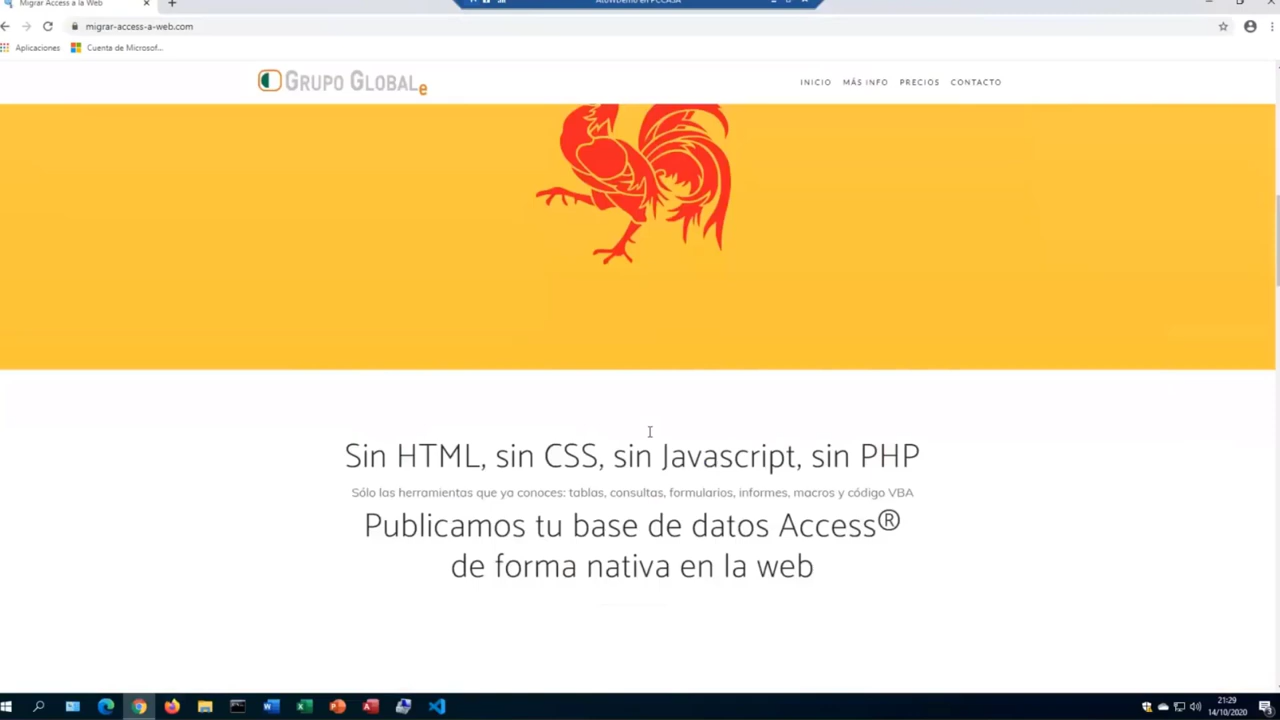 Migrar Access a la Web
migrar-access-a-web.com
Aplicaciones
Cuenta de Microsof...
GRUPO GLOBALe
INICIO
MÁS INFO
PRECIOS
CONTACTO
Sin HTML, sin CSS, sin Javascript, sin PHP
Sólo las herramientas que ya conoces: tablas, consultas, formularios, informes, macros y código VBA
Publicamos tu base de datos Access®
de forma nativa en la web
21:29
14/10/2020